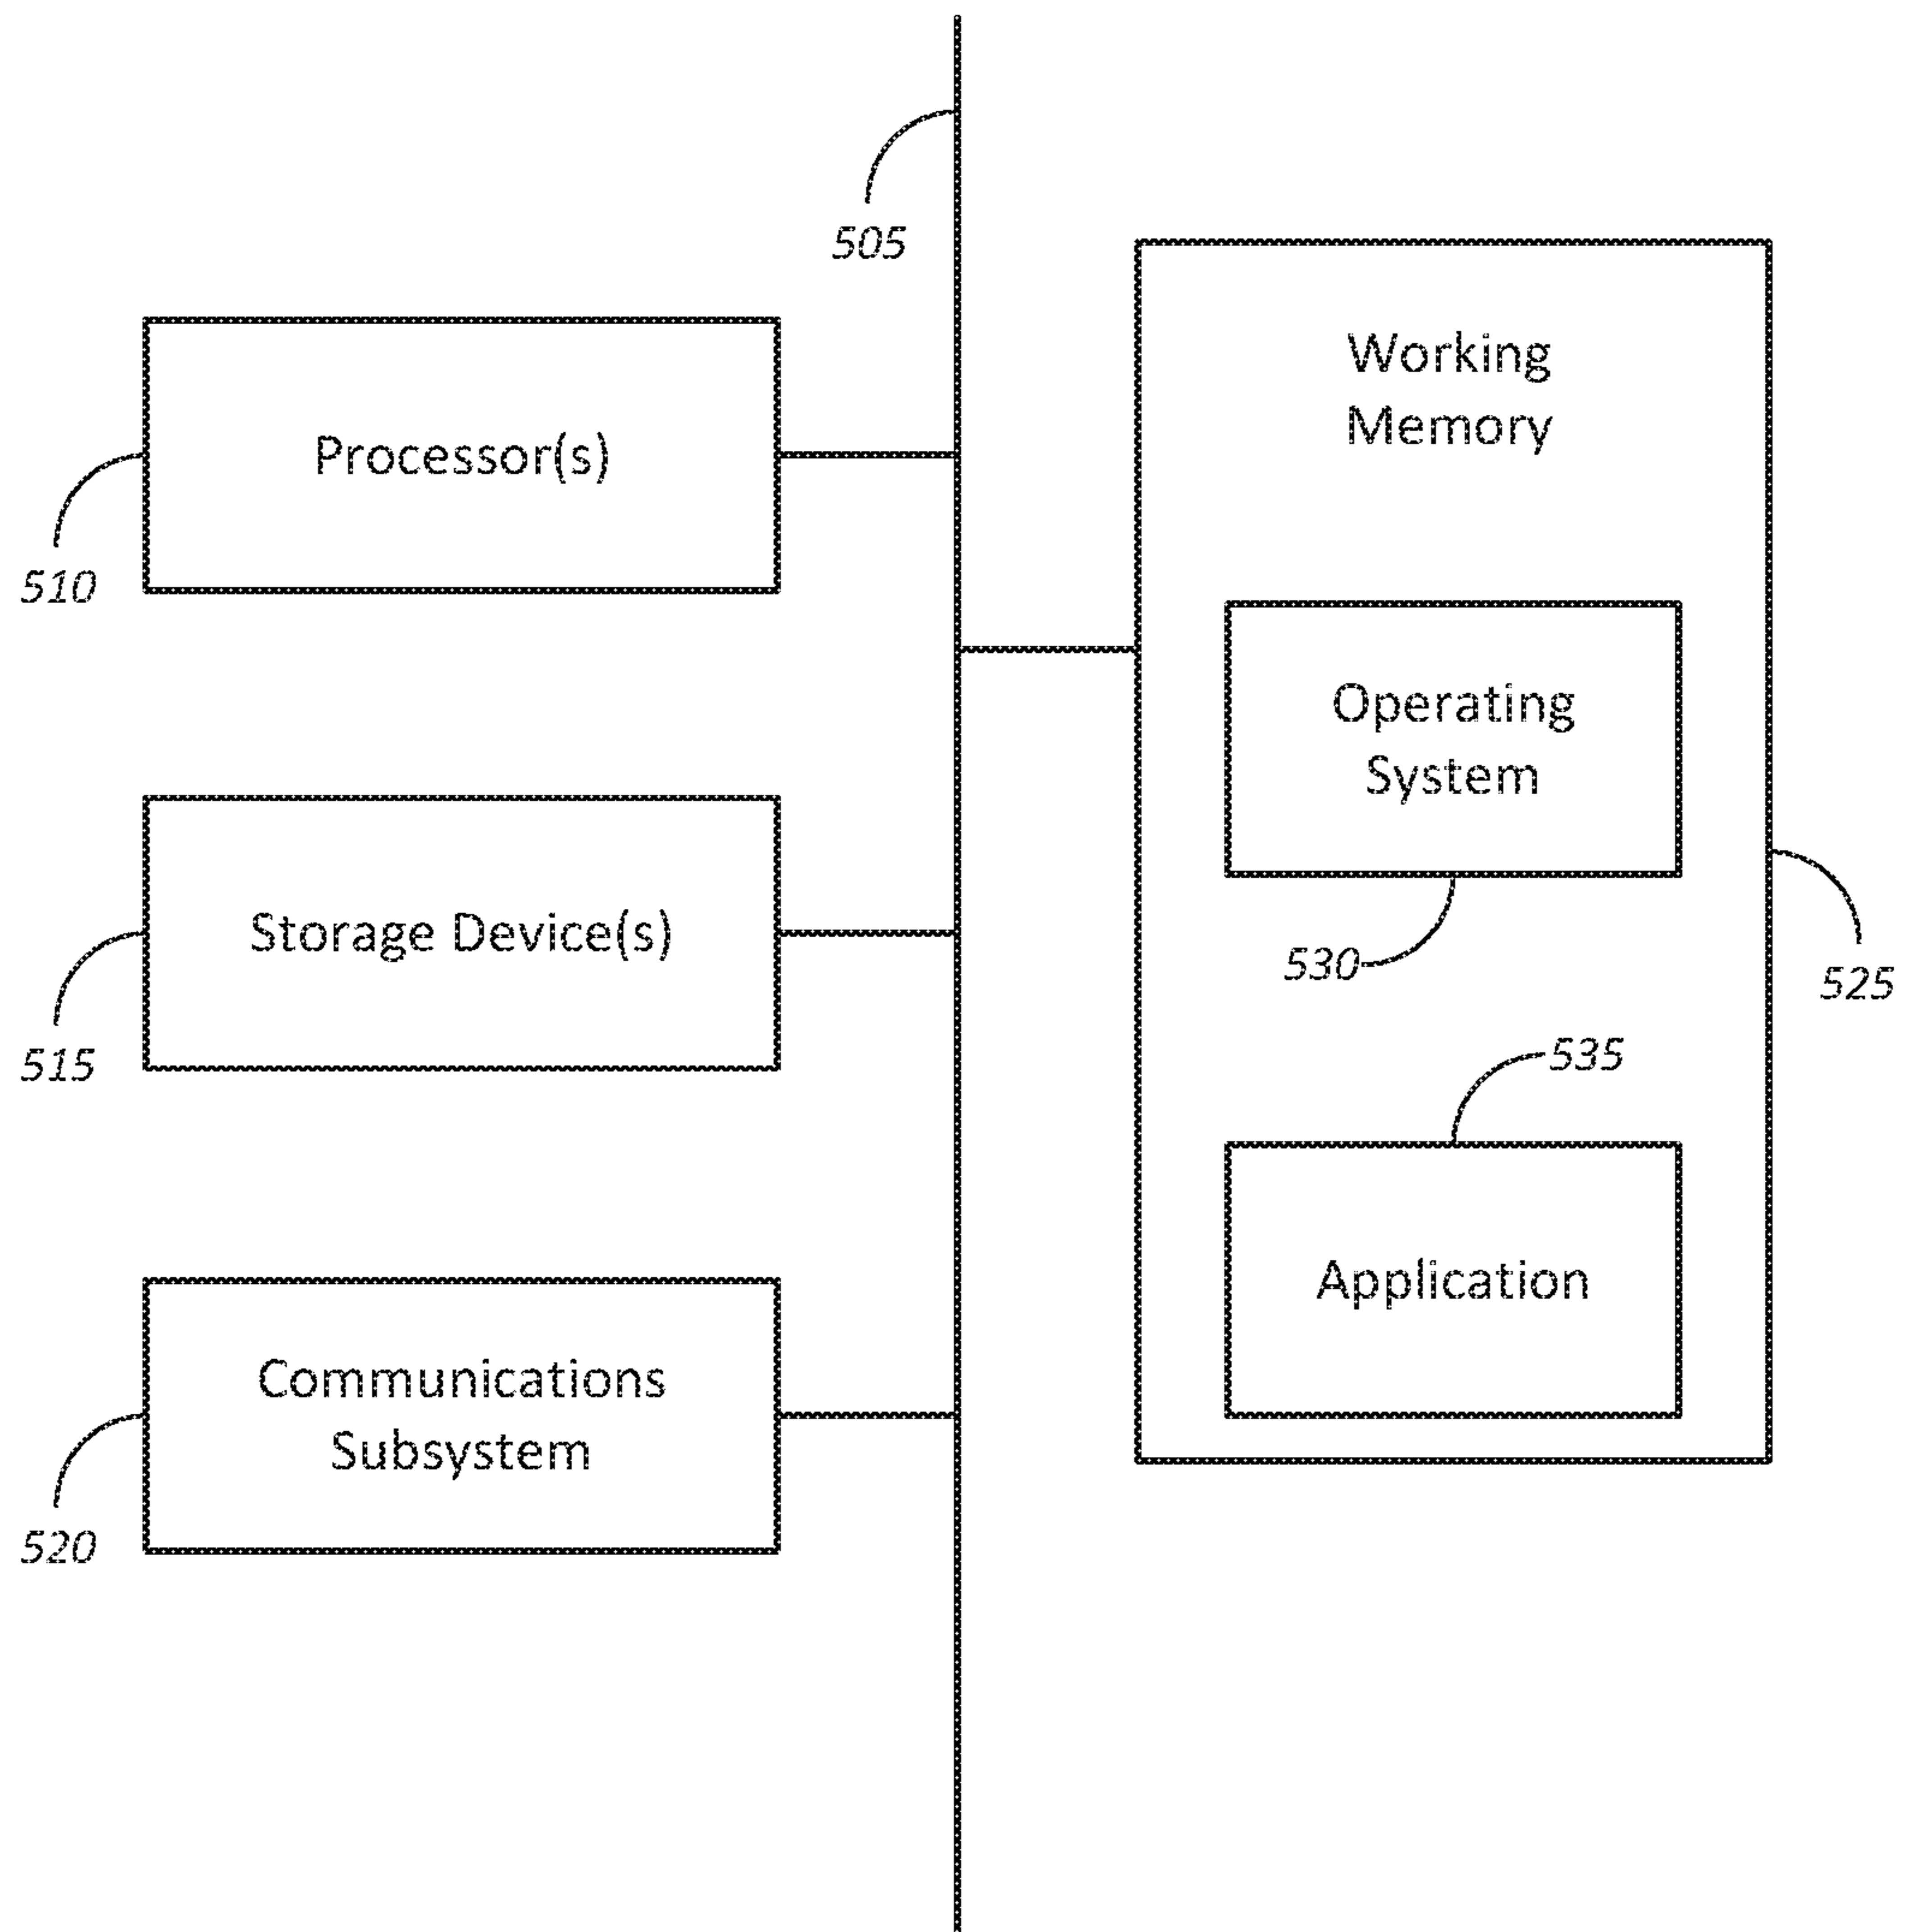 505
Processor(s)
510
Storage Device(s)
515
Communications
Subsystem
520
Working
Memory
Operating
System
530
525
535
Application